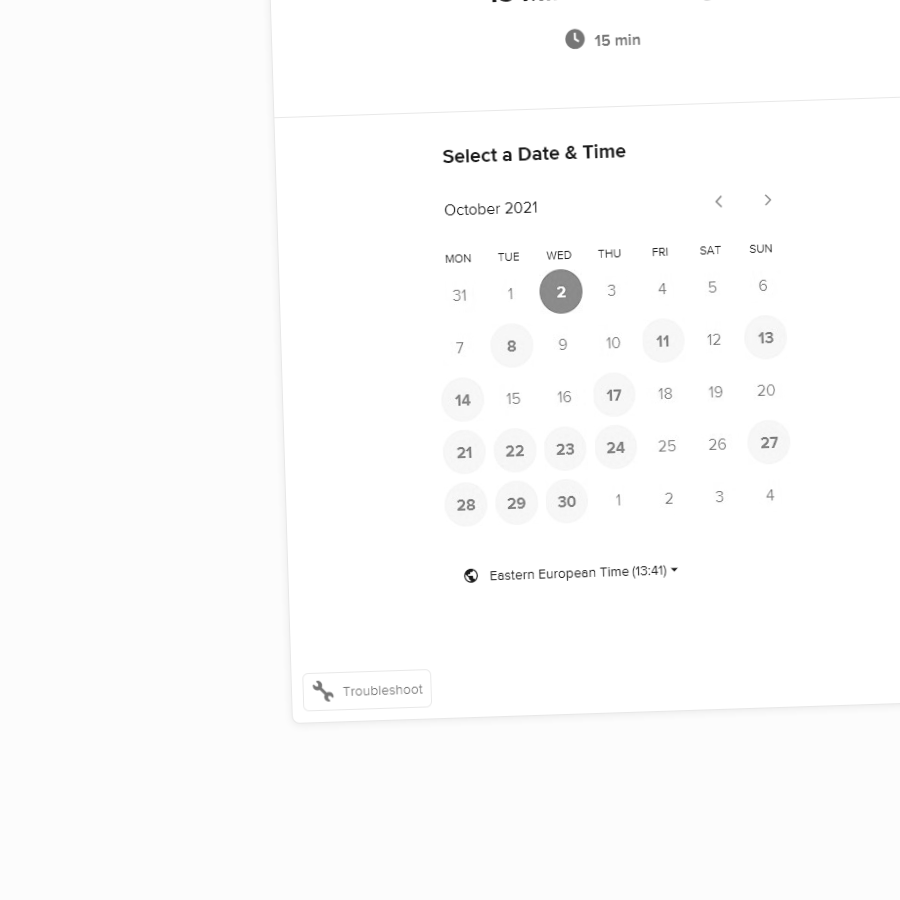 15 min
Select a Date & Time
October 2021
MON TUE WED THU FRI SAT SUN
31 1 2 3 4 5 6
7 8 9 10 11 12 13
14 15 16 17 18 19 20
21 22 23 24 25 26 27
28 29 30 1 2 3 4
Eastern European Time (13:41)
Troubleshoot